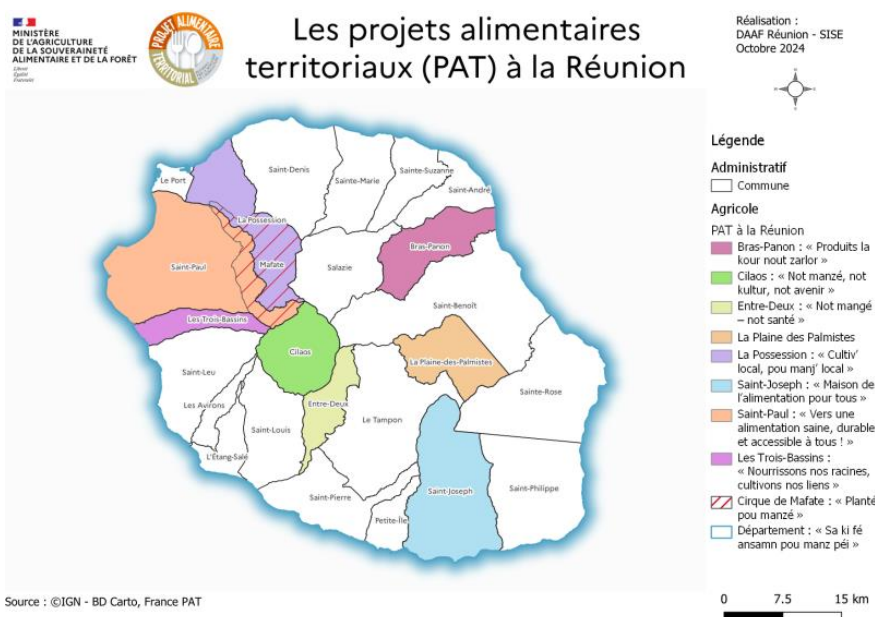 MINISTÈRE
DE L'AGRICULTURE
DE LA SOUVERAINETÉ
ALIMENTAIRE ET DE LA FORÊT
Liberté
Égalité
Fraternité
PROJET ALIMENTAIRE
TERRITORIAL
Les projets alimentaires
territoriaux (PAT) à la Réunion
Réalisation :
DAAF Réunion - SISE
Octobre 2024
Le Port
Saint-Denis
Sainte-Marie
Sainte-Suzanne
Saint-André
La Possession
Bras-Panon
Saint-Paul
Mafate
Salazie
Saint-Benoît
Les-Trois-Bassins
Cilaos
La Plaine-des-Palmistes
Saint-Leu
Sainte-Rose
Les Avirons
Entre-Deux
Le Tampon
Saint-Louis
L'Étang-Salé
Saint-Pierre
Saint-Joseph
Saint-Philippe
Petite-Île
Légende
Administratif
Commune
Agricole
PAT à la Réunion
Bras-Panon : « Produits la
kour nout zarlor »
Cilaos : « Not manzé, not
kultur, not avenir »
Entre-Deux : « Not mangé
– not santé »
La Plaine des Palmistes
La Possession : « Cultiv'
local, pou manj' local »
Saint-Joseph : « Maison de
l'alimentation pour tous »
Saint-Paul : « Vers une
alimentation saine, durable
et accessible à tous ! »
Les Trois-Bassins :
« Nourrissons nos racines,
cultivons nos liens »
Cirque de Mafate : « Planté
pou manzé »
Département : « Sa ki fé
ansamn pou manz péi »
Source : ©IGN - BD Carto, France PAT
0 7.5 15 km